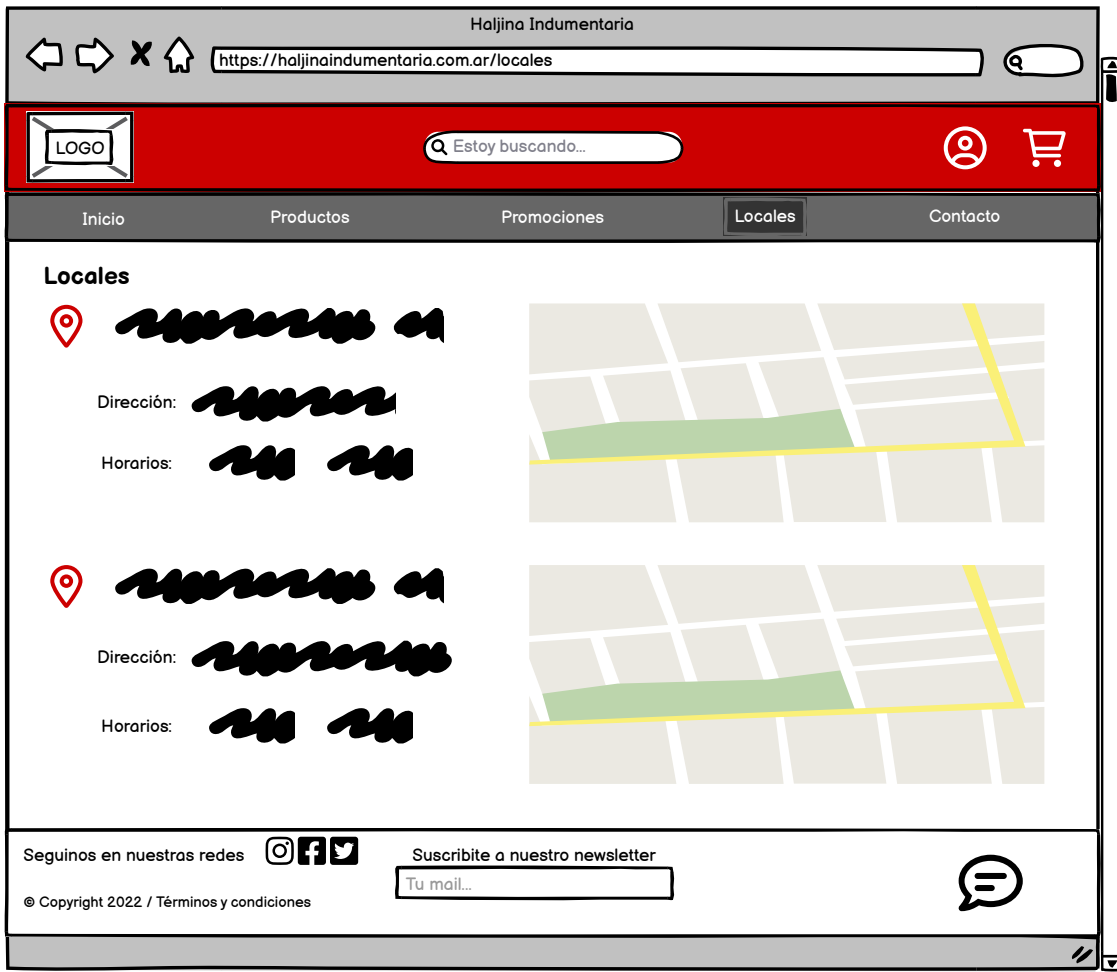 Haljina Indumentaria
https://haljinaindumentaria.com.ar/locales
LOGO
Estoy buscando...
Inicio
Productos
Promociones
Locales
Contacto
Locales
Dirección:
Horarios:
Dirección:
Horarios:
Seguinos en nuestras redes
Suscribite a nuestro newsletter
Tu mail...
© Copyright 2022 / Términos y condiciones